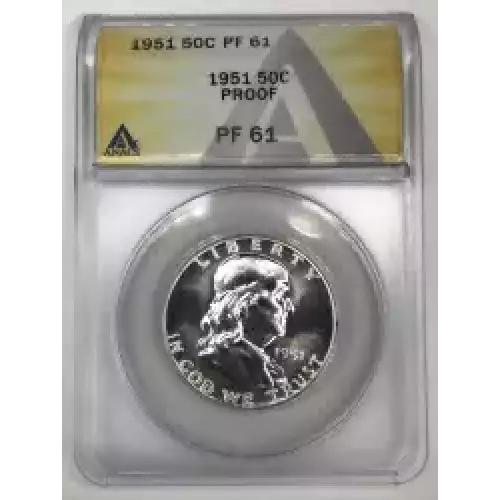 1951 50C PF 61
1951 50C
PROOF
PF 61
ANACS
LIBERTY
1951
IN GOD WE TRUST